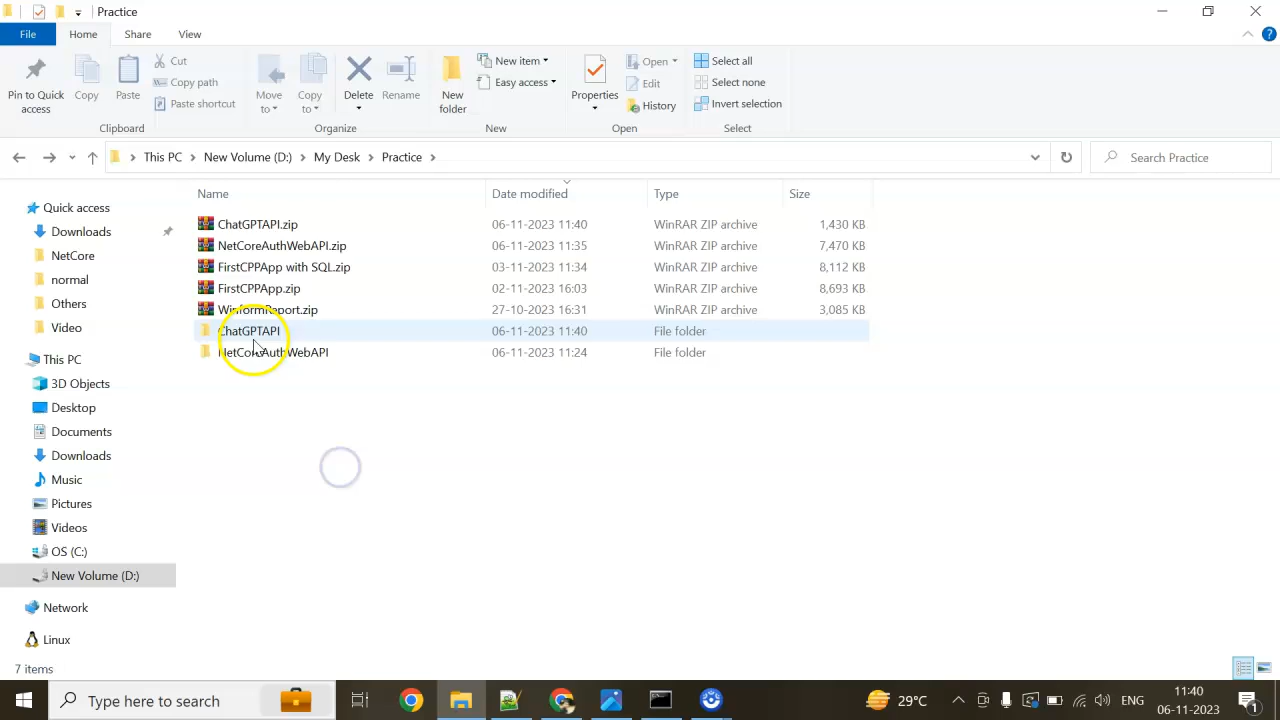 Practice
File Home Share View
Pin to Quick access
Copy
Paste
Cut
Copy path
Paste shortcut
Clipboard
Move to
Copy to
Delete
Rename
Organize
New folder
New item
Easy access
New
Properties
Open
Edit
History
Open
Select all
Select none
Invert selection
Select
This PC > New Volume (D:) > My Desk > Practice >
Search Practice
Quick access
Downloads
NetCore
normal
Others
Video
This PC
3D Objects
Desktop
Documents
Downloads
Music
Pictures
Videos
OS (C:)
New Volume (D:)
Network
Linux
Name Date modified Type Size
ChatGPTAPI.zip 06-11-2023 11:40 WinRAR ZIP archive 1,430 KB
NetCoreAuthWebAPI.zip 06-11-2023 11:35 WinRAR ZIP archive 7,470 KB
FirstCPPApp with SQL.zip 03-11-2023 11:34 WinRAR ZIP archive 8,112 KB
FirstCPPApp.zip 02-11-2023 16:03 WinRAR ZIP archive 8,693 KB
WinformReport.zip 27-10-2023 16:31 WinRAR ZIP archive 3,085 KB
ChatGPTAPI 06-11-2023 11:40 File folder
NetCoreAuthWebAPI 06-11-2023 11:24 File folder
7 items
Type here to search
29°C
ENG
11:40
06-11-2023
1